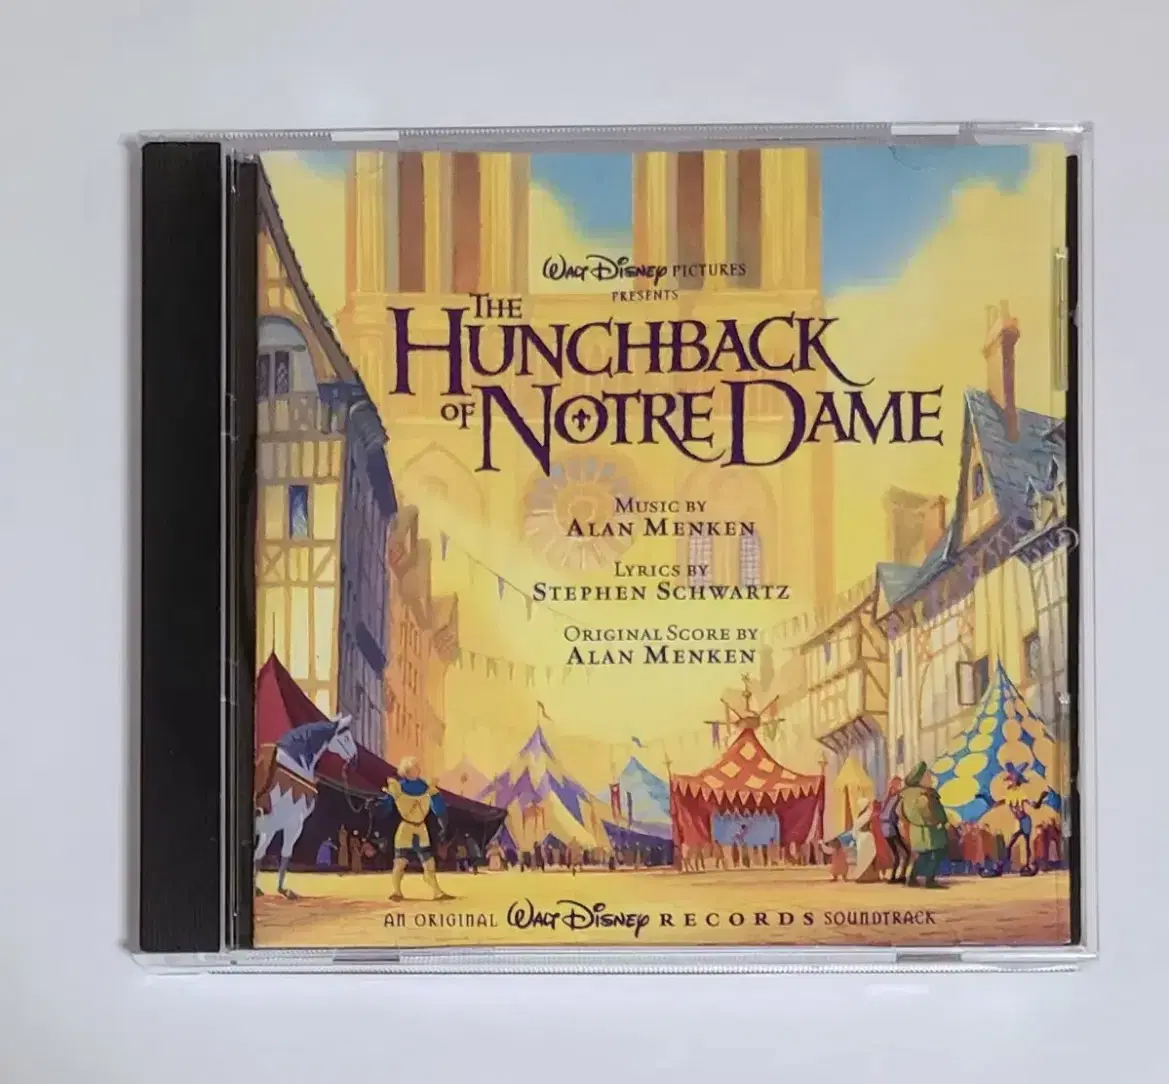 WALT DISNEY PICTURES
PRESENTS
THE
HUNCHBACK
OF NOTRE DAME
MUSIC BY
ALAN MENKEN
LYRICS BY
STEPHEN SCHWARTZ
ORIGINAL SCORE BY
ALAN MENKEN
AN ORIGINAL WALT DISNEY RECORDS SOUNDTRACK